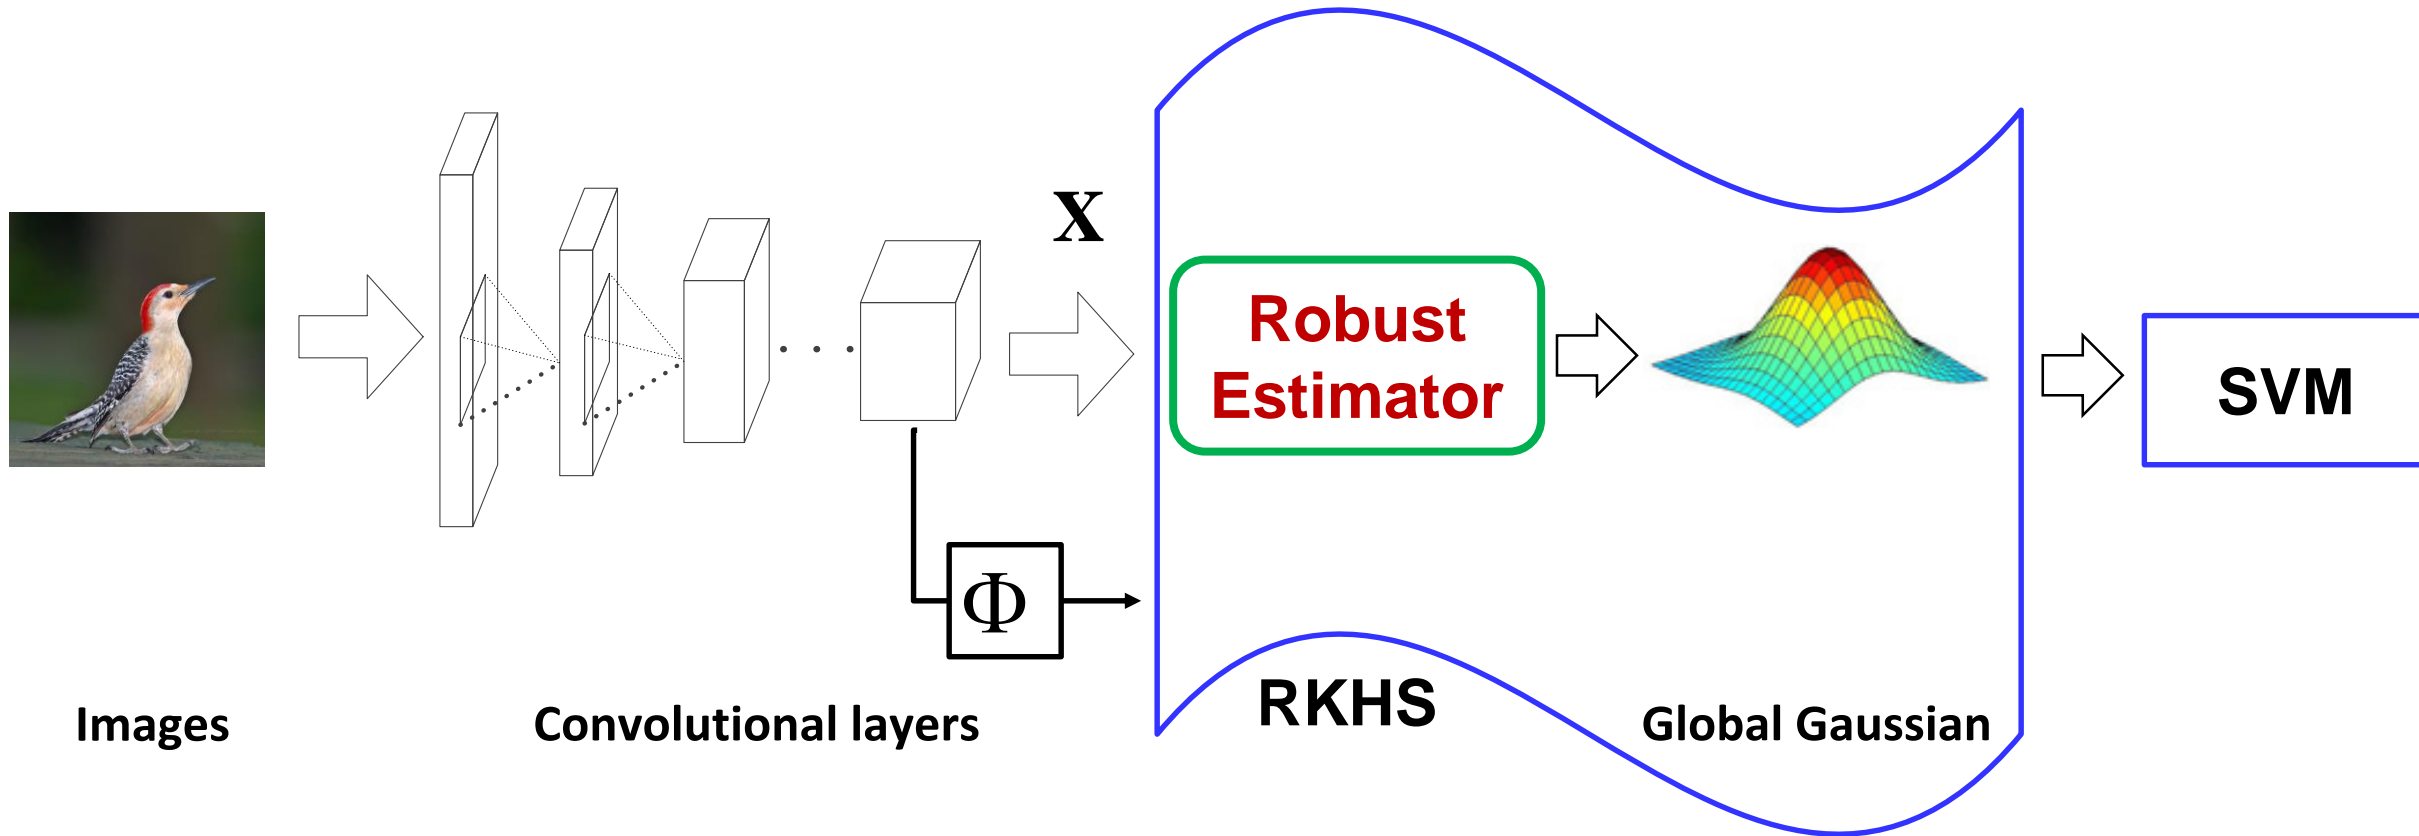 X
Robust
Estimator
SVM
Φ
RKHS
Images
Convolutional layers
Global Gaussian